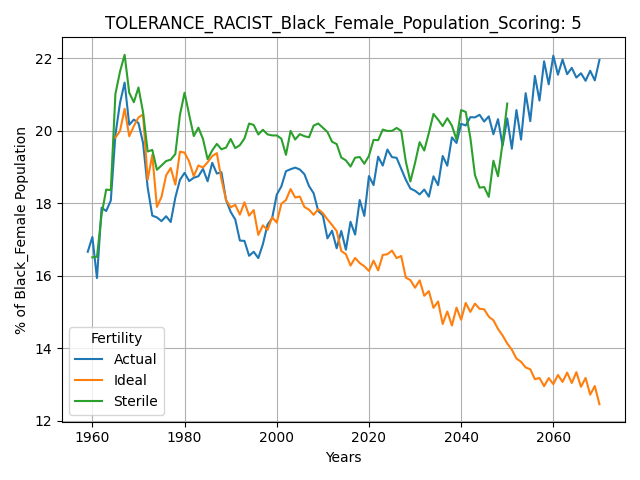 TOLERANCE_RACIST_Black_Female_Population_Scoring: 5
% of Black_Female Population
22
20
18
16
14
12
Fertility
Actual
Ideal
Sterile
1960 1980 2000 2020 2040 2060
Years